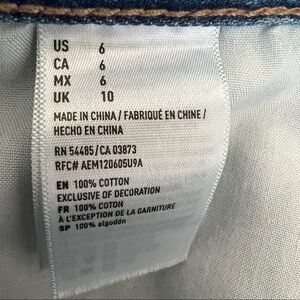 US 6
CA 6
MX 6
UK 10
MADE IN CHINA / FABRIQUÉ EN CHINE /
HECHO EN CHINA
RN 54485/CA 03873
RFC# AEM120605U9A
EN 100% COTTON
EXCLUSIVE OF DECORATION
FR 100% COTON
À L'EXCEPTION DE LA GARNITURE
SP 100% algodón